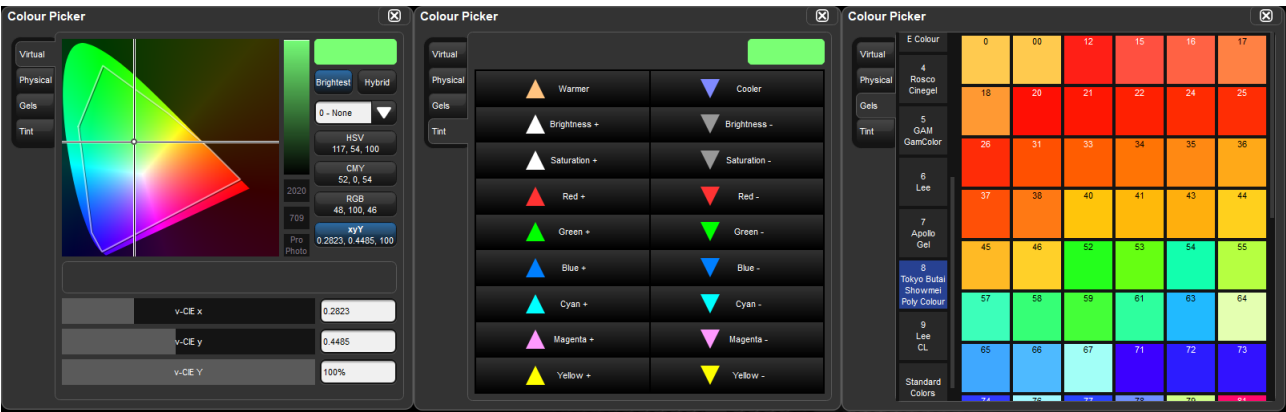 Colour Picker
Virtual
Physical
Gels
Tint
Brightest
Hybrid
0 - None
HSV
117, 54, 100
CMY
52, 0, 54
RGB
48, 100, 46
xyY
0.2823, 0.4485, 100
2020
709
Pro
Photo
v-CIE x
0.2823
v-CIE y
0.4485
v-CIE Y
100%
Colour Picker
Virtual
Physical
Gels
Tint
Warmer
Cooler
Brightness +
Brightness -
Saturation +
Saturation -
Red +
Red -
Green +
Green -
Blue +
Blue -
Cyan +
Cyan -
Magenta +
Magenta -
Yellow +
Yellow -
Colour Picker
Virtual
Physical
Gels
Tint
E Colour
4
Rosco
Cinegel
5
GAM
GamColor
6
Lee
7
Apollo
Gel
8
Tokyo Butai
Showmei
Poly Colour
9
Lee
CL
Standard
Colors
0 00 12 15 16 17
18 20 21 22 24 25
26 31 33 34 35 36
37 38 40 41 43 44
45 46 52 53 54 55
57 58 59 61 63 64
65 66 67 71 72 73
74 76 77 78 79 81